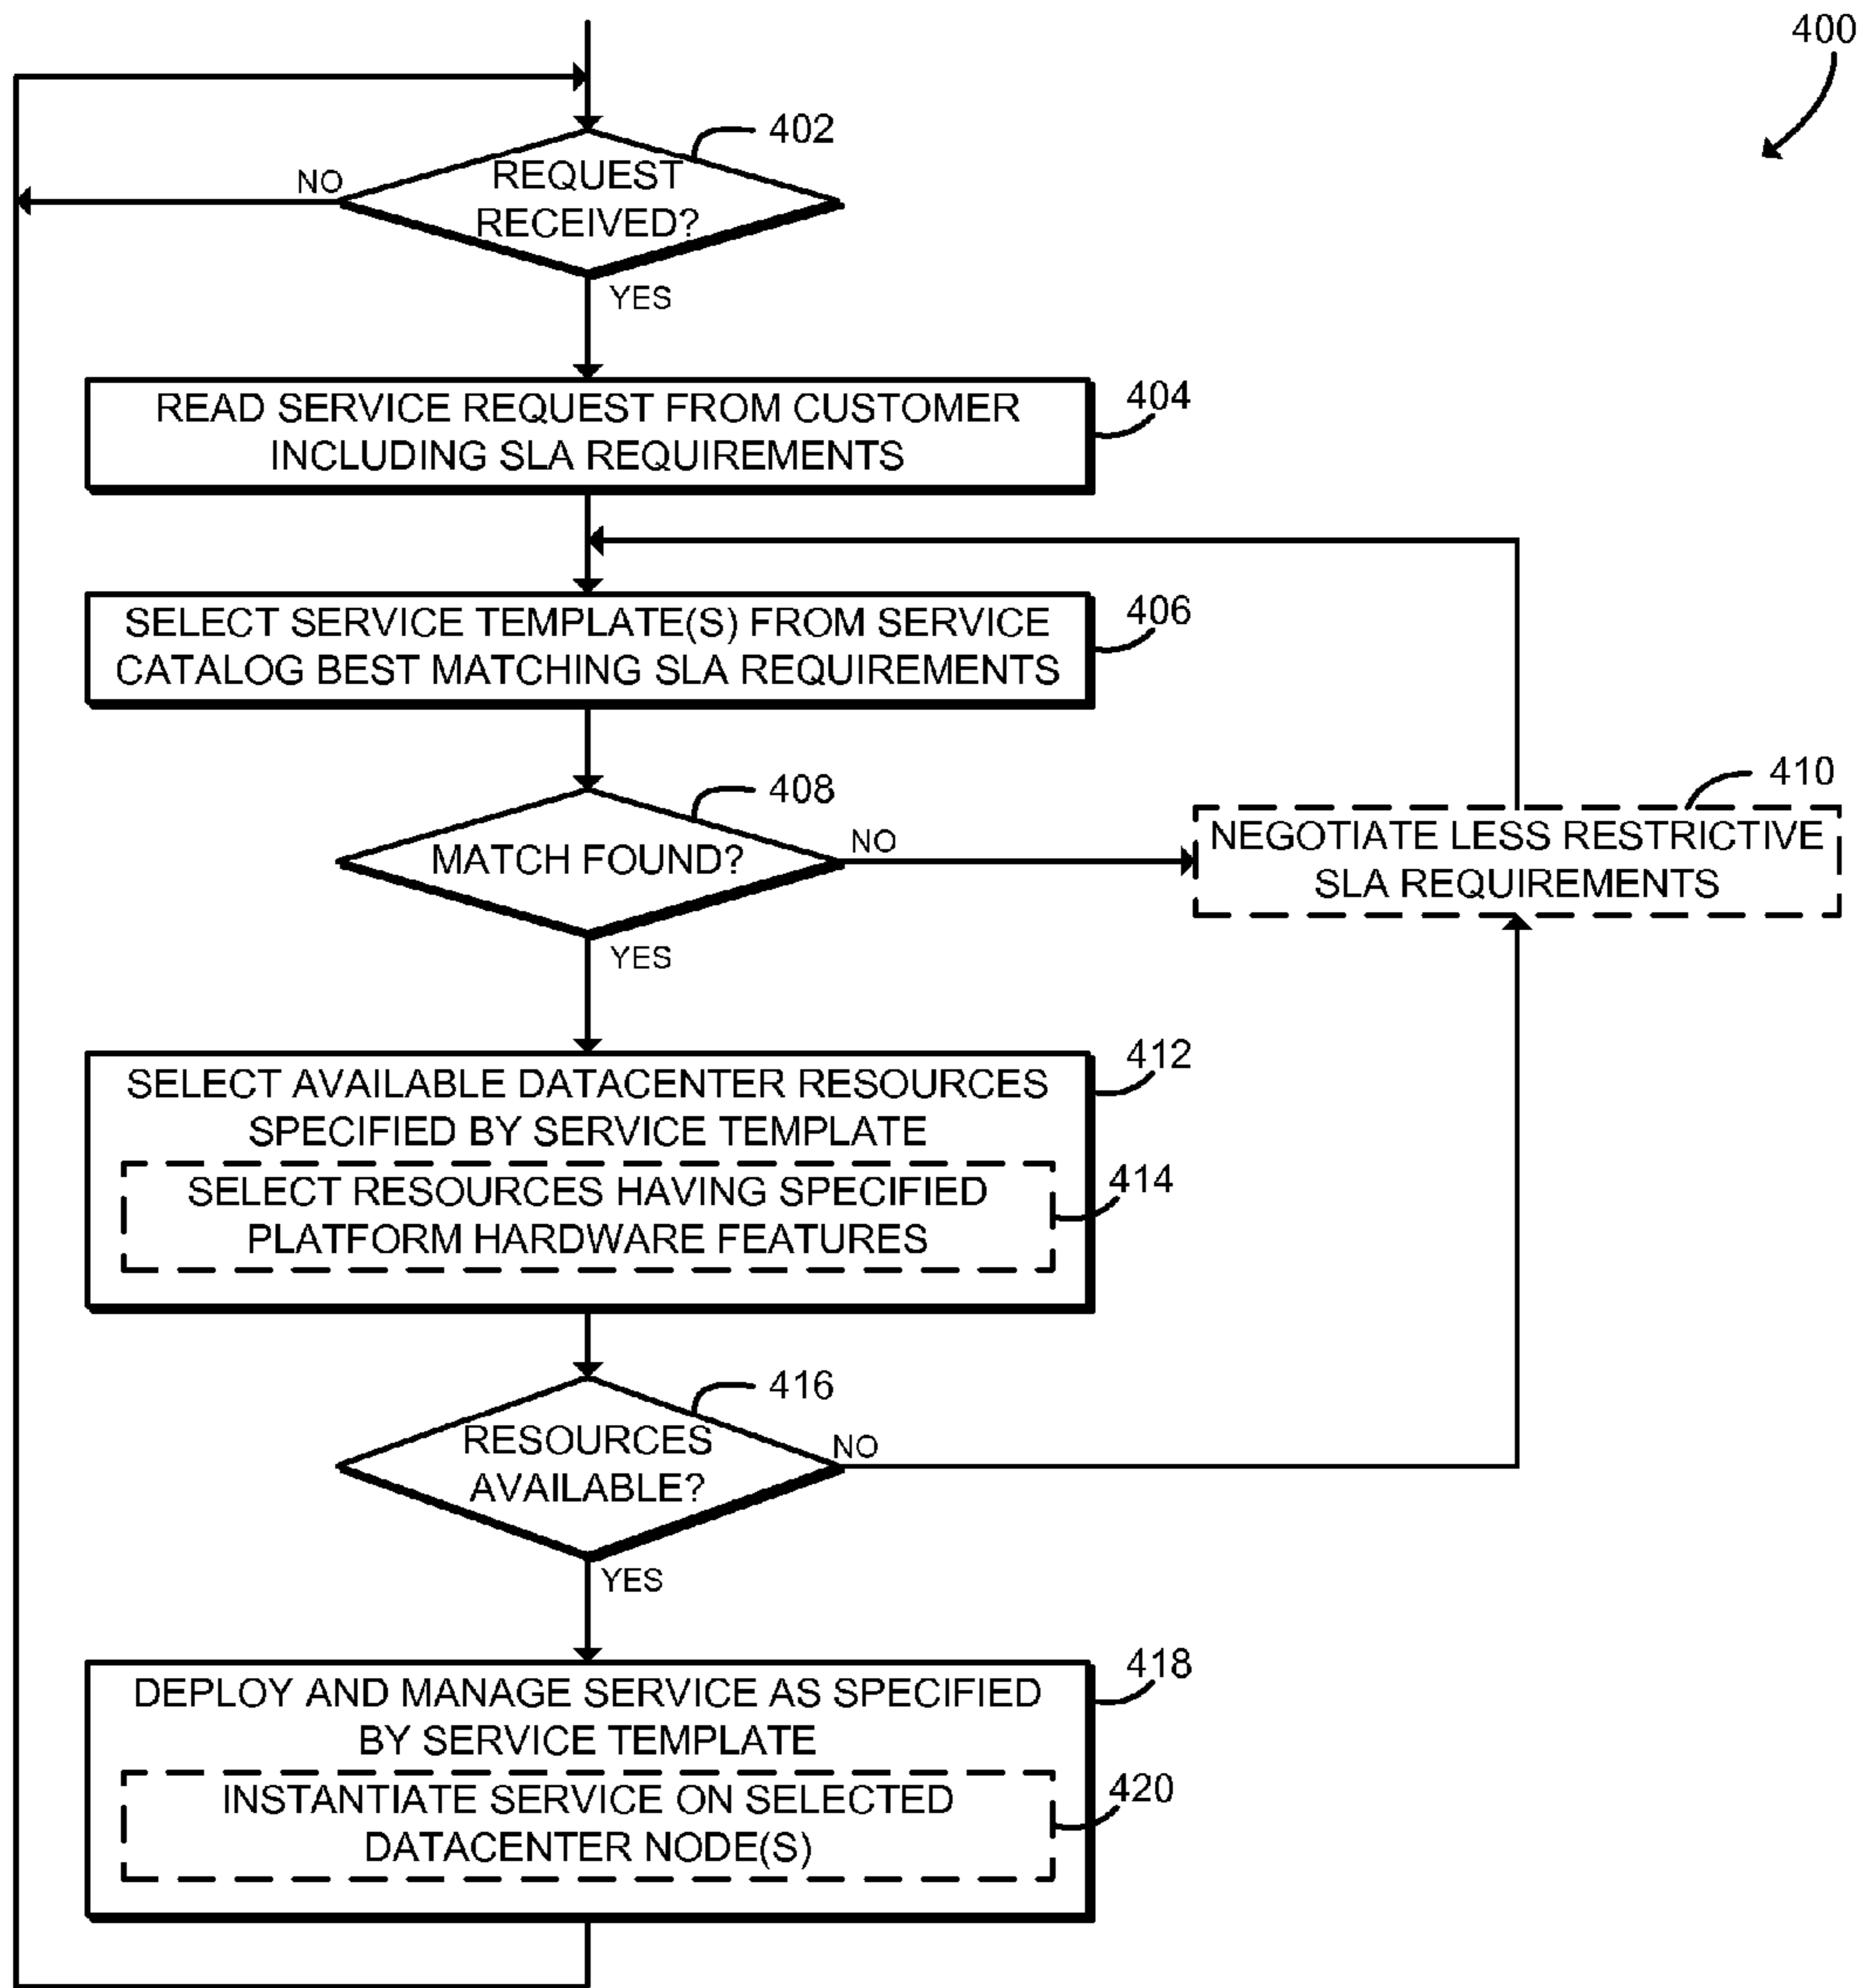 400
402
REQUEST
RECEIVED?
NO
YES
READ SERVICE REQUEST FROM CUSTOMER
INCLUDING SLA REQUIREMENTS
404
SELECT SERVICE TEMPLATE(S) FROM SERVICE
CATALOG BEST MATCHING SLA REQUIREMENTS
406
408
MATCH FOUND?
NO
YES
410
NEGOTIATE LESS RESTRICTIVE
SLA REQUIREMENTS
SELECT AVAILABLE DATACENTER RESOURCES
SPECIFIED BY SERVICE TEMPLATE
412
SELECT RESOURCES HAVING SPECIFIED
PLATFORM HARDWARE FEATURES
414
416
RESOURCES
AVAILABLE?
NO
YES
DEPLOY AND MANAGE SERVICE AS SPECIFIED
BY SERVICE TEMPLATE
418
INSTANTIATE SERVICE ON SELECTED
DATACENTER NODE(S)
420